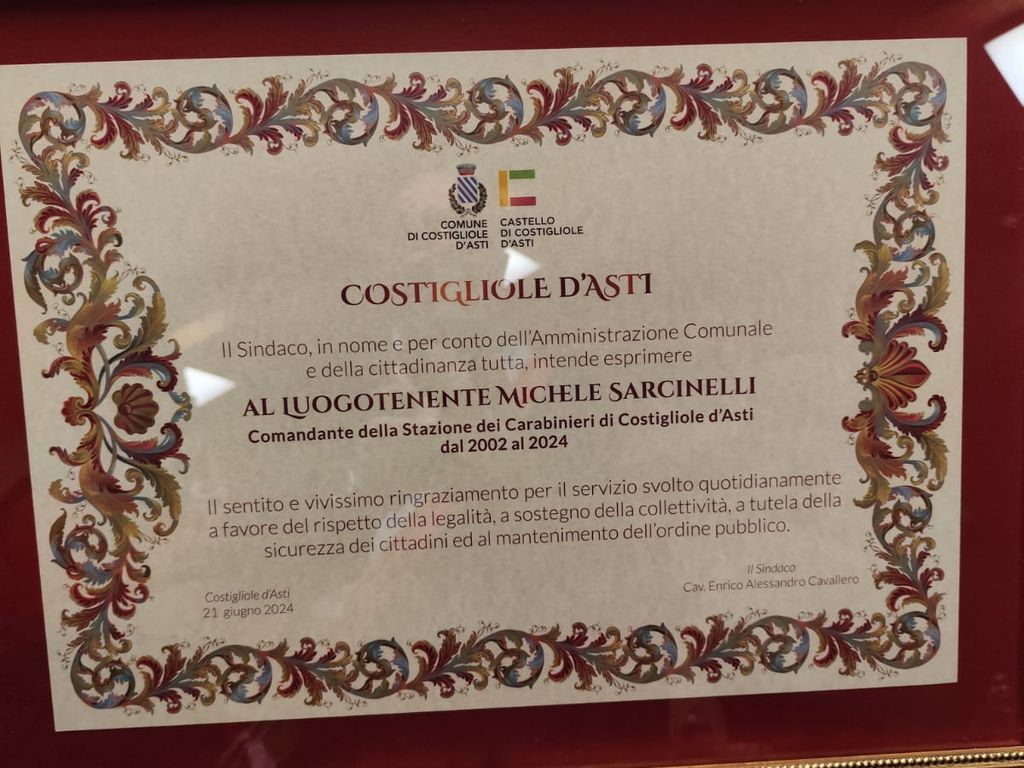 COMUNE
DI COSTIGLIOLE
D'ASTI
CASTELLO
DI COSTIGLIOLE
D'ASTI
COSTIGLIOLE D'ASTI
Il Sindaco, in nome e per conto dell'Amministrazione Comunale
e della cittadinanza tutta, intende esprimere
AL LUOGOTENENTE MICHELE SARCINELLI
Comandante della Stazione dei Carabinieri di Costigliole d'Asti
dal 2002 al 2024
Il sentito e vivissimo ringraziamento per il servizio svolto quotidianamente
a favore del rispetto della legalità, a sostegno della collettività, a tutela della
sicurezza dei cittadini ed al mantenimento dell'ordine pubblico.
Costigliole d'Asti
21 giugno 2024
Il Sindaco
Cav. Enrico Alessandro Cavallero